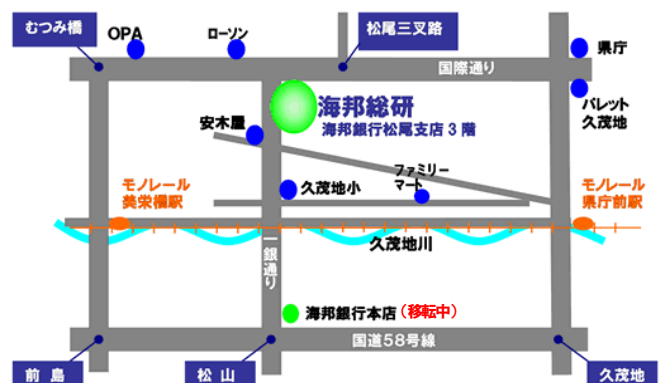 むつみ橋
OPA
ローソン
松尾三叉路
県庁
国際通り
パレット
久茂地
海邦総研
海邦銀行松尾支店3階
安木屋
ファミリー
マート
久茂地小
モノレール
美栄橋駅
モノレール
県庁前駅
久茂地川
一銀通り
海邦銀行本店(移転中)
国道58号線
前島
松山
久茂地